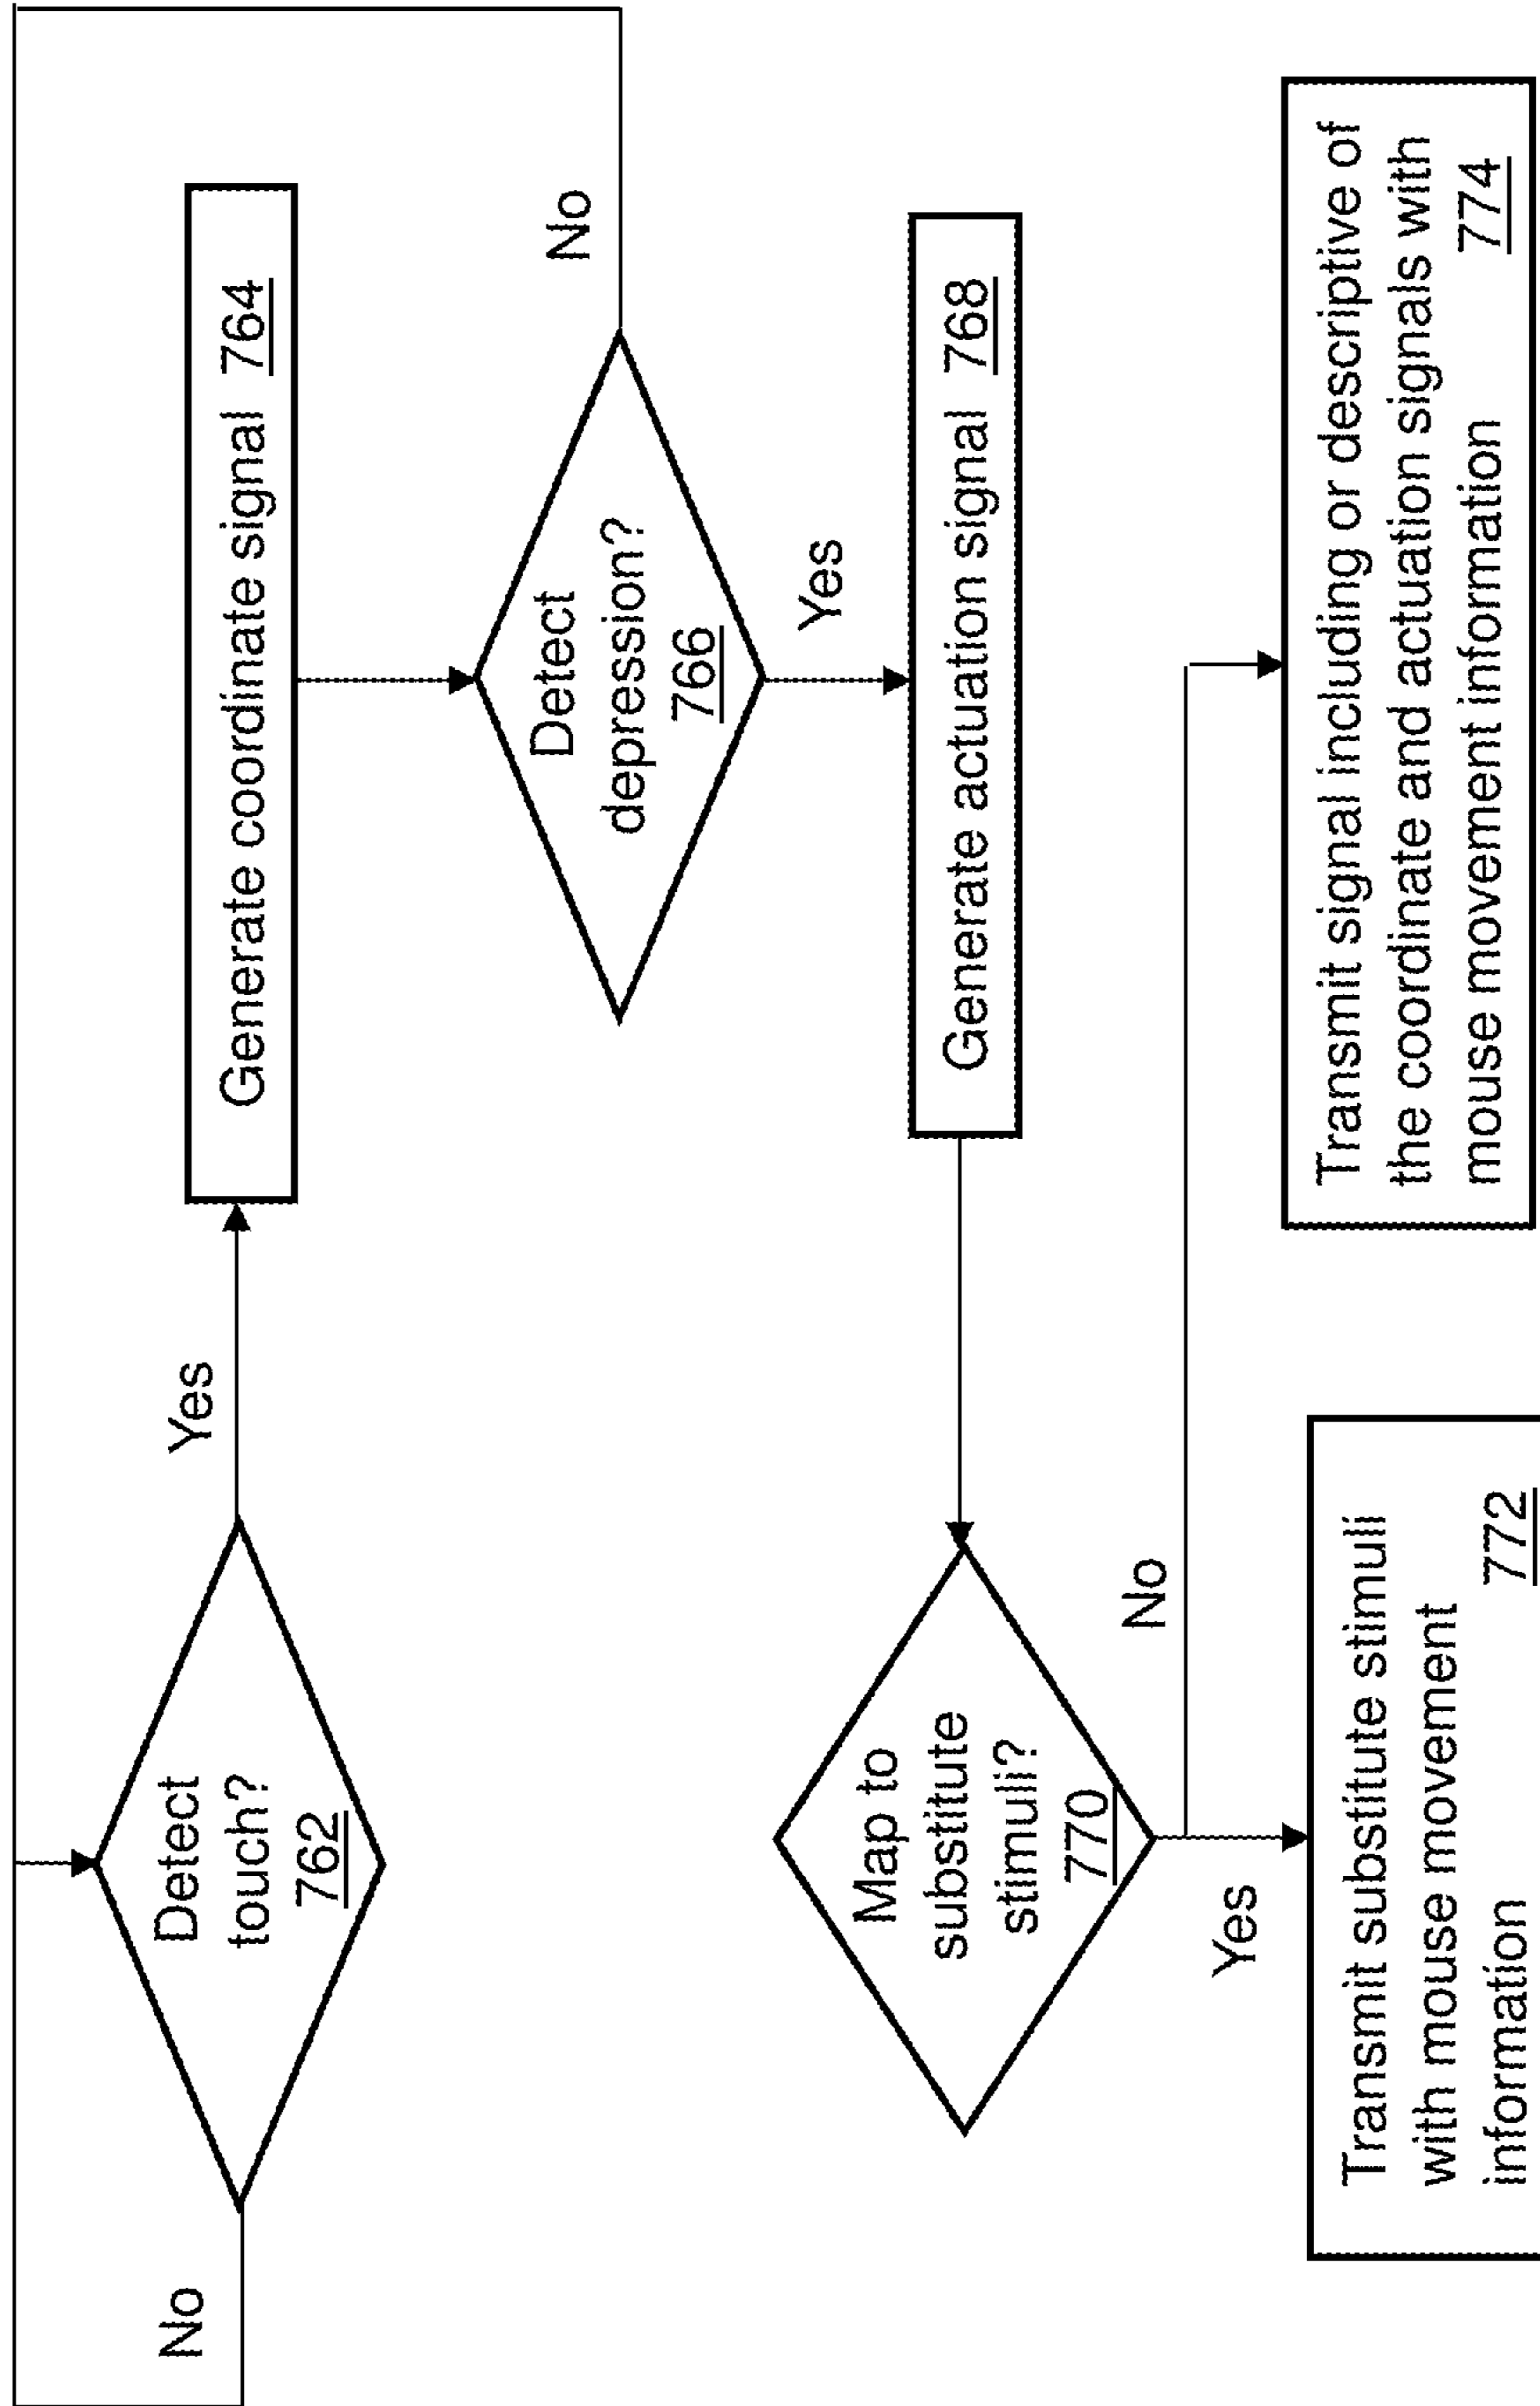 No
Detect
touch?
762
Yes
Generate coordinate signal 764
Detect
depression?
766
No
Yes
Generate actuation signal 768
Map to
substitute
stimuli?
770
No
Yes
Transmit substitute stimuli
with mouse movement
information 772
Transmit signal including or descriptive of
the coordinate and actuation signals with
mouse movement information 774